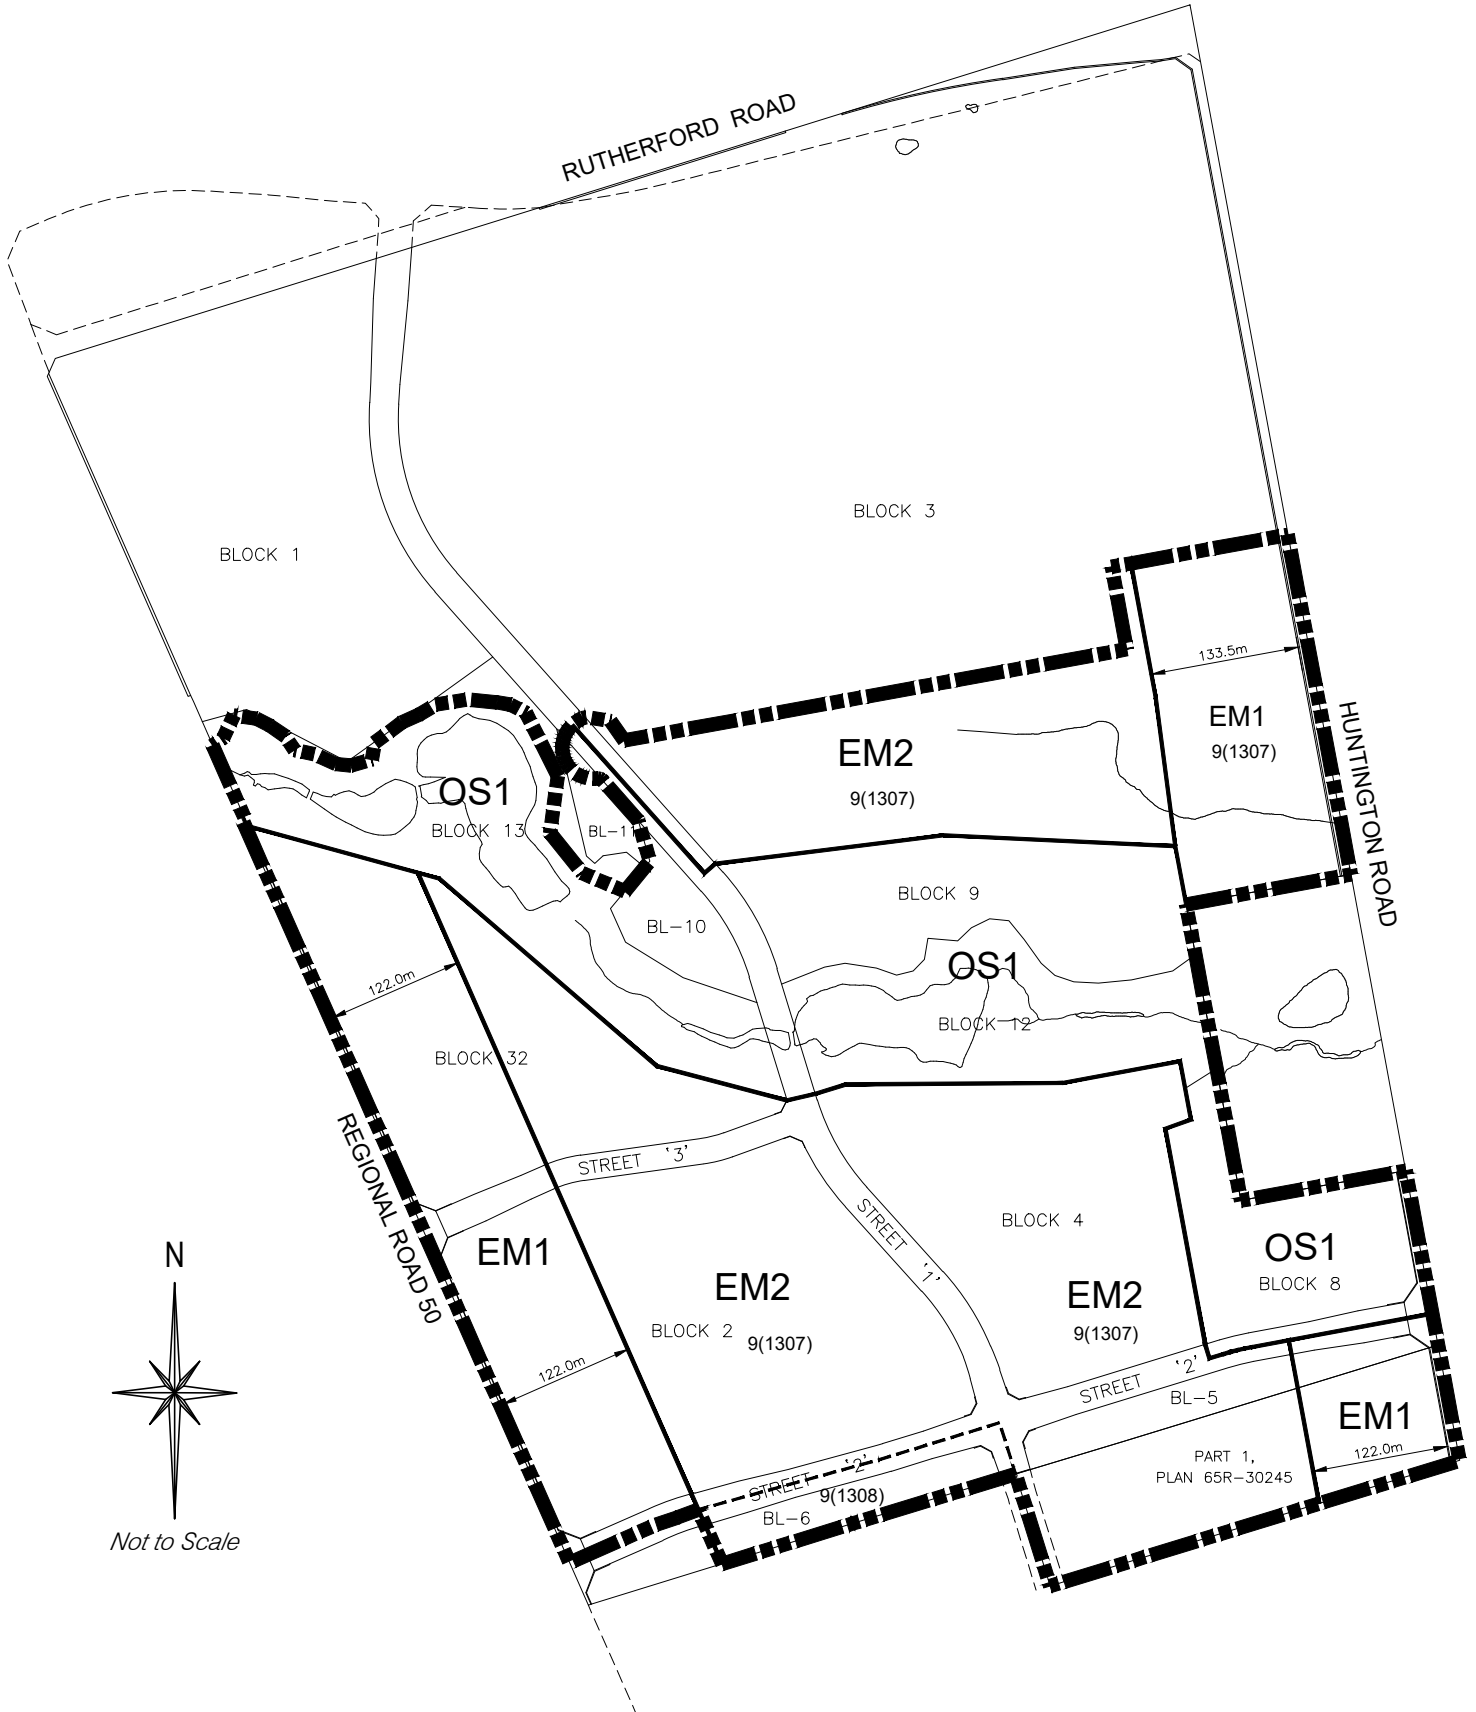 RUTHERFORD ROAD
BLOCK 3
BLOCK 1
133.5m
EM1
9(1307)
HUNTINGTON ROAD
EM2
9(1307)
OS1
BLOCK 13
BL-11
BLOCK 9
BL-10
OS1
BLOCK 12
122.0m
BLOCK 32
REGIONAL ROAD 50
STREET '3'
STREET '1'
BLOCK 4
N
EM1
OS1
BLOCK 8
EM2
BLOCK 2
9(1307)
EM2
9(1307)
122.0m
STREET '2'
BL-5
EM1
122.0m
PART 1,
PLAN 65R-30245
STREET '2'
9(1308)
BL-6
Not to Scale